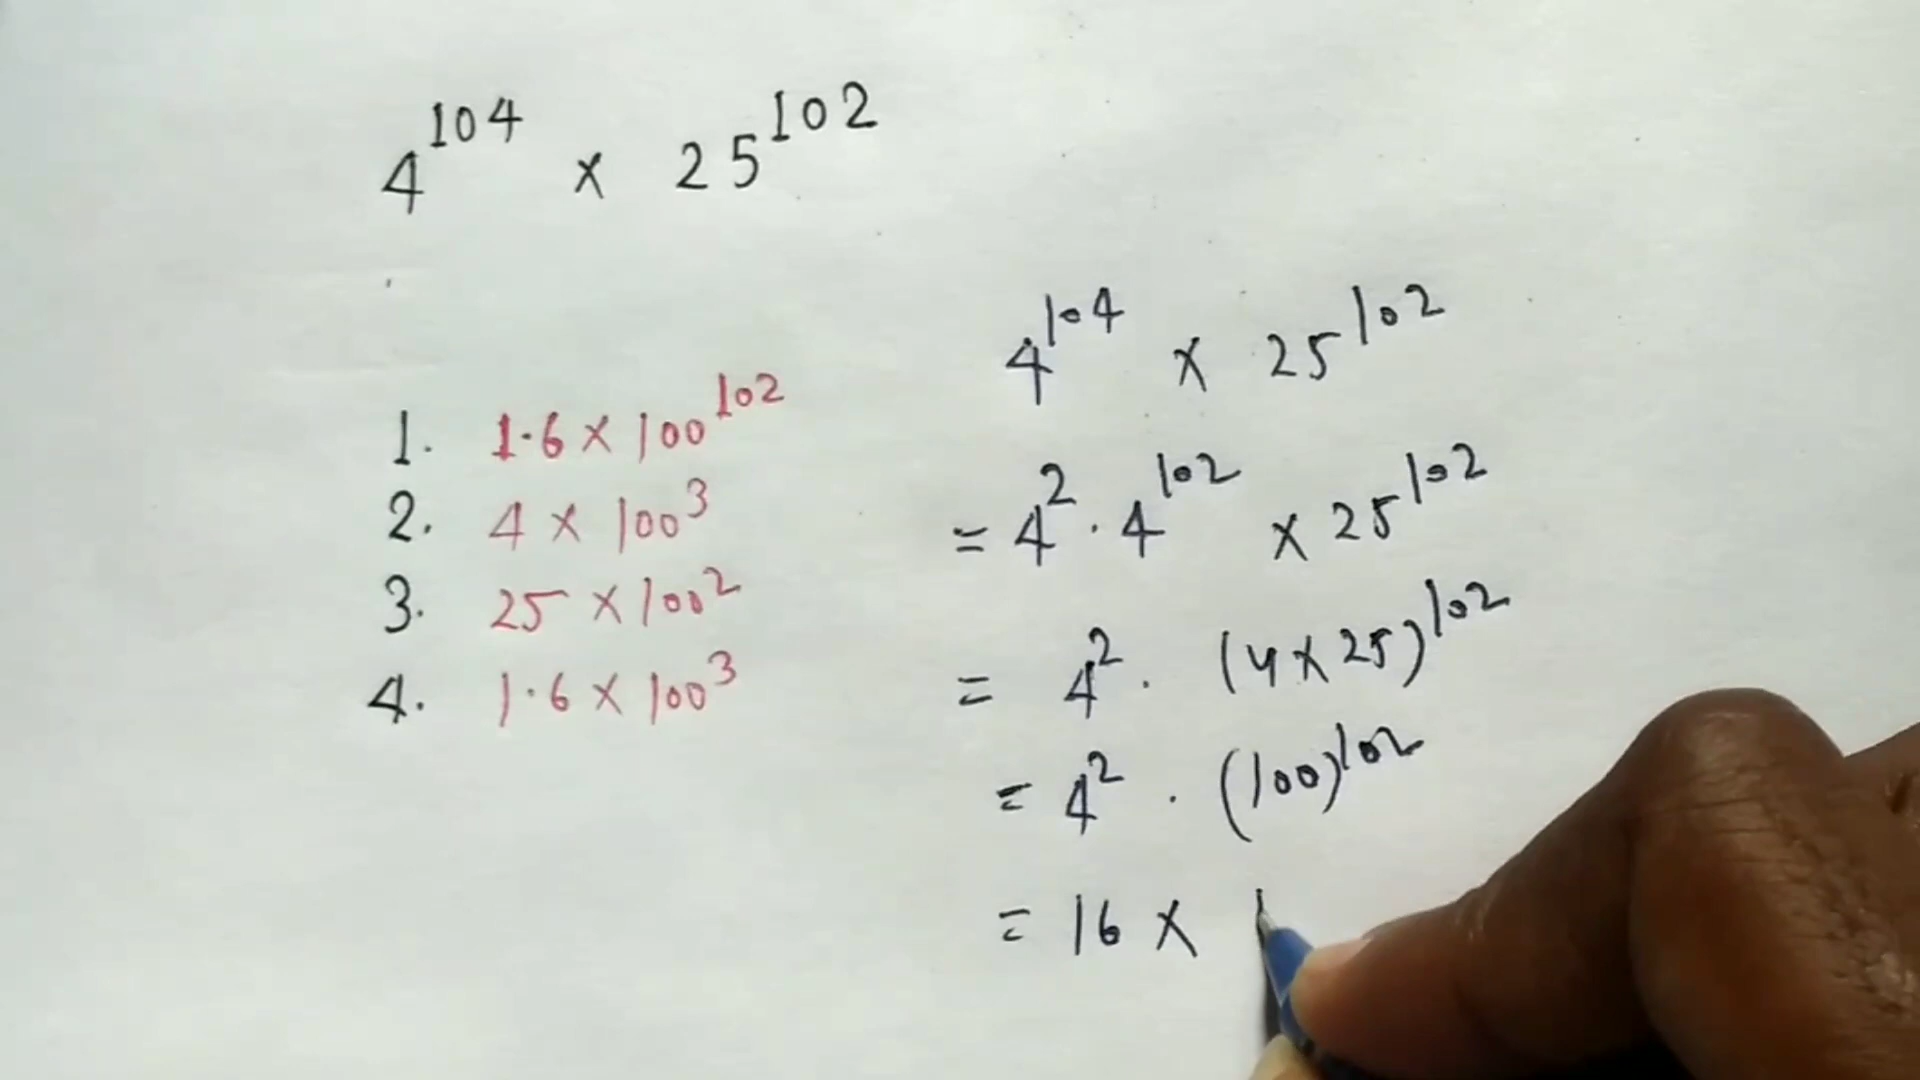 4^104 × 25^102
1. 1.6 × 100^102
2. 4 × 100^3
3. 25 × 100^2
4. 1.6 × 100^3
4^104 × 25^102
= 4^2 . 4^102 × 25^102
= 4^2 . (4 × 25)^102
= 4^2 . (100)^102
= 16 × 1